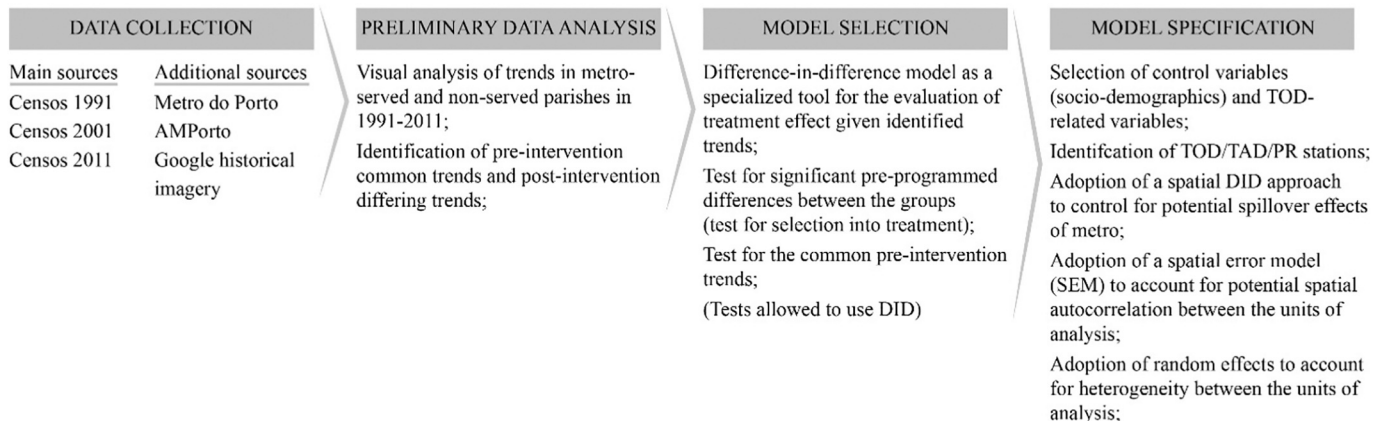 DATA COLLECTION
Main sources
Censos 1991
Censos 2001
Censos 2011
Additional sources
Metro do Porto
AMPorto
Google historical
imagery
PRELIMINARY DATA ANALYSIS
Visual analysis of trends in metro-
served and non-served parishes in
1991-2011;
Identification of pre-intervention
common trends and post-intervention
differing trends;
MODEL SELECTION
Difference-in-difference model as a
specialized tool for the evaluation of
treatment effect given identified
trends;
Test for significant pre-programmed
differences between the groups
(test for selection into treatment);
Test for the common pre-intervention
trends;
(Tests allowed to use DID)
MODEL SPECIFICATION
Selection of control variables
(socio-demographics) and TOD-
related variables;
Identifcation of TOD/TAD/PR stations;
Adoption of a spatial DID approach
to control for potential spillover effects
of metro;
Adoption of a spatial error model
(SEM) to account for potential spatial
autocorrelation between the units of
analysis;
Adoption of random effects to account
for heterogeneity between the units of
analysis;